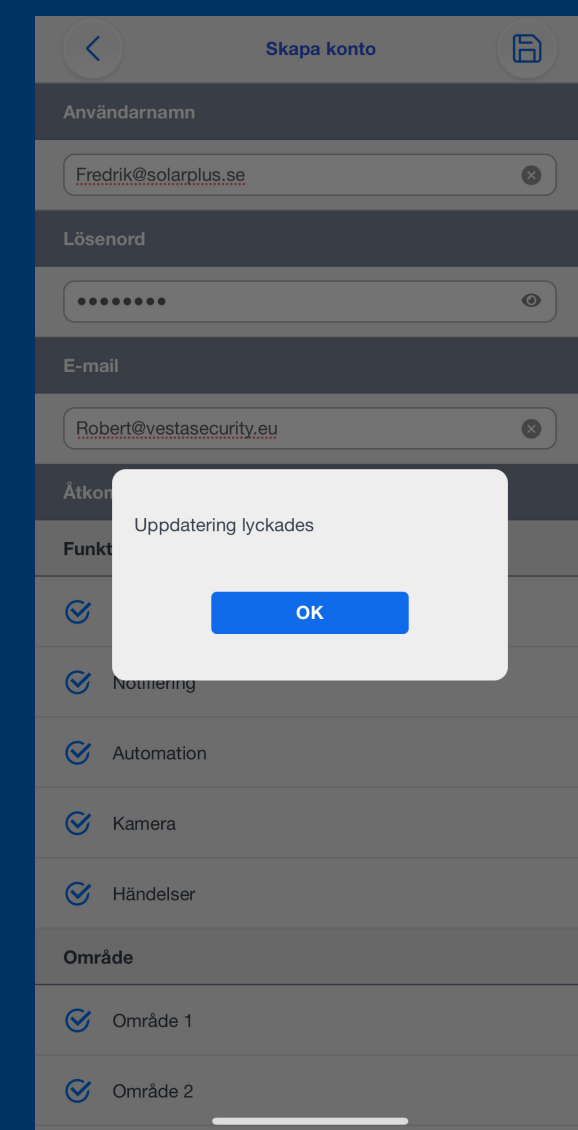 Skapa konto
Användarnamn
Fredrik@solarplus.se
Lösenord
••••••••
E-mail
Robert@vestasecurity.eu
Uppdatering lyckades
OK
Notifiering
Automation
Kamera
Händelser
Område
Område 1
Område 2